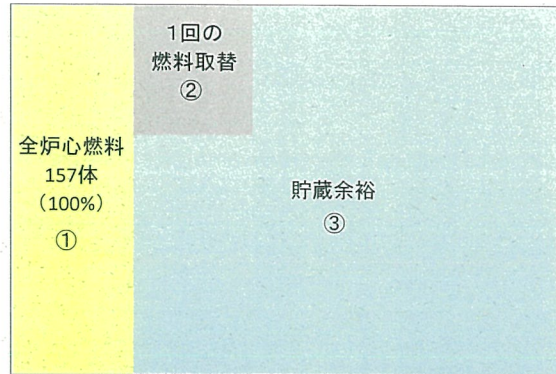 全炉心燃料
157体
（100%）
①
1回の
燃料取替
②
貯蔵余裕
③